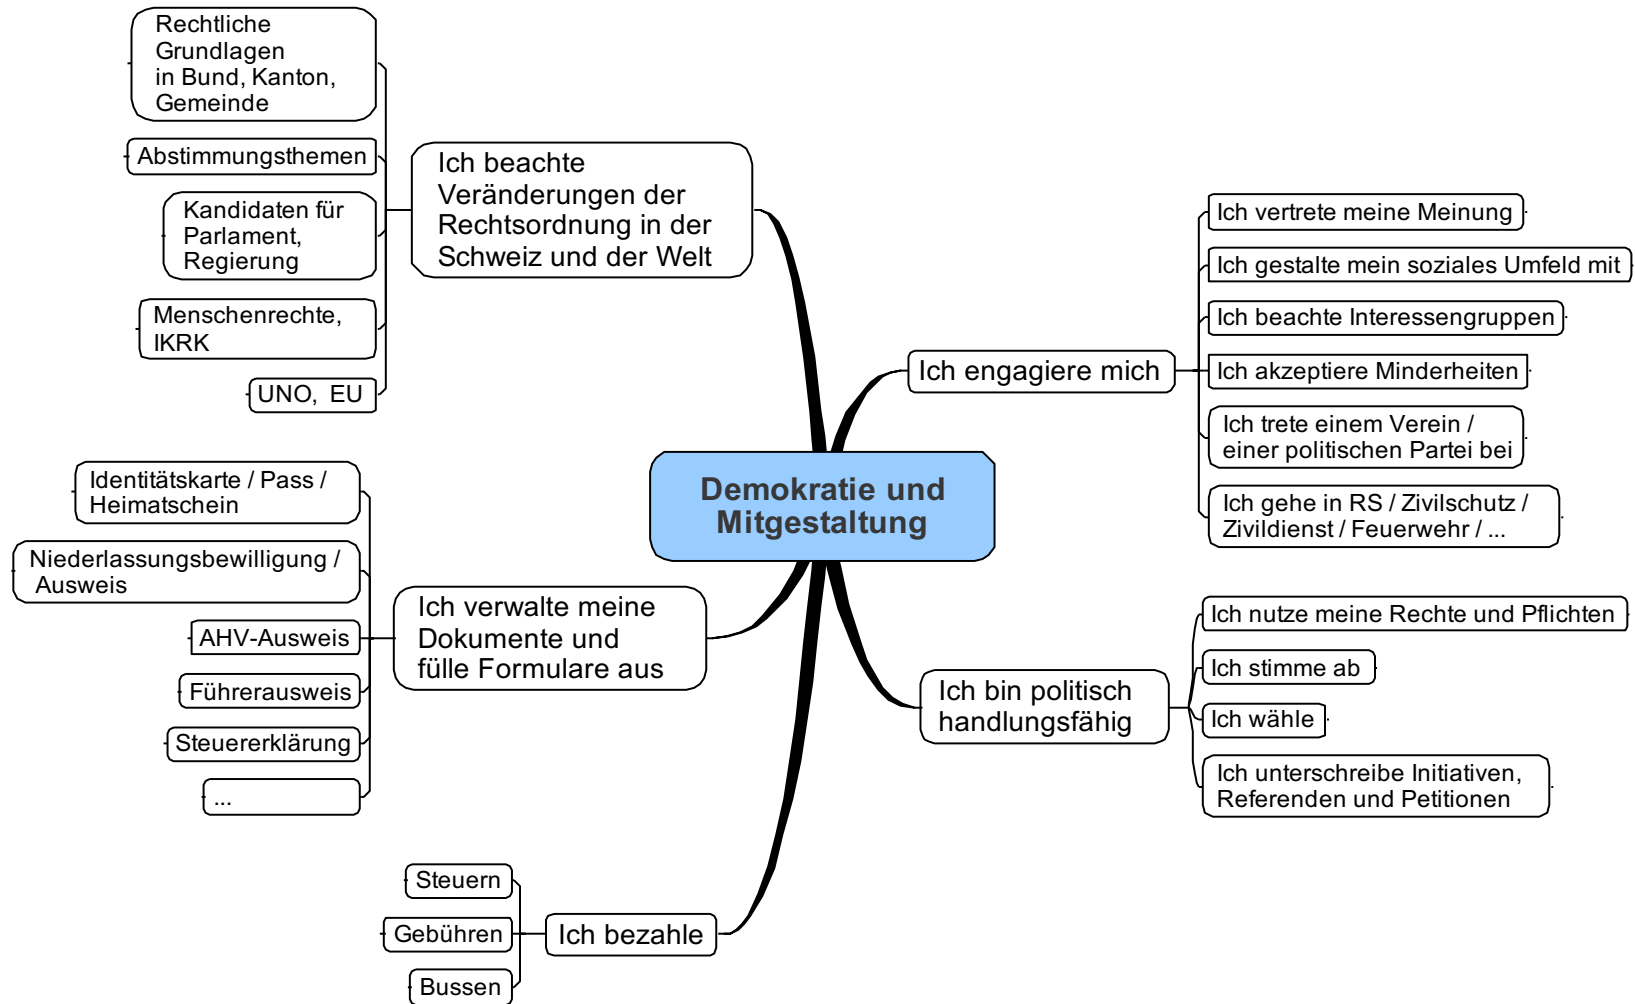 Rechtliche
Grundlagen
in Bund, Kanton,
Gemeinde
Abstimmungsthemen
Kandidaten für
Parlament,
Regierung
Menschenrechte,
IKRK
UNO, EU
Ich beachte
Veränderungen der
Rechtsordnung in der
Schweiz und der Welt
Identitätskarte / Pass /
Heimatschein
Niederlassungsbewilligung /
Ausweis
AHV-Ausweis
Führerausweis
Steuererklärung
...
Ich verwalte meine
Dokumente und
fülle Formulare aus
Steuern
Gebühren
Bussen
Ich bezahle
Demokratie und
Mitgestaltung
Ich engagiere mich
Ich vertrete meine Meinung
Ich gestalte mein soziales Umfeld mit
Ich beachte Interessengruppen
Ich akzeptiere Minderheiten
Ich trete einem Verein /
einer politischen Partei bei
Ich gehe in RS / Zivilschutz /
Zivildienst / Feuerwehr / ...
Ich bin politisch
handlungsfähig
Ich nutze meine Rechte und Pflichten
Ich stimme ab
Ich wähle
Ich unterschreibe Initiativen,
Referenden und Petitionen